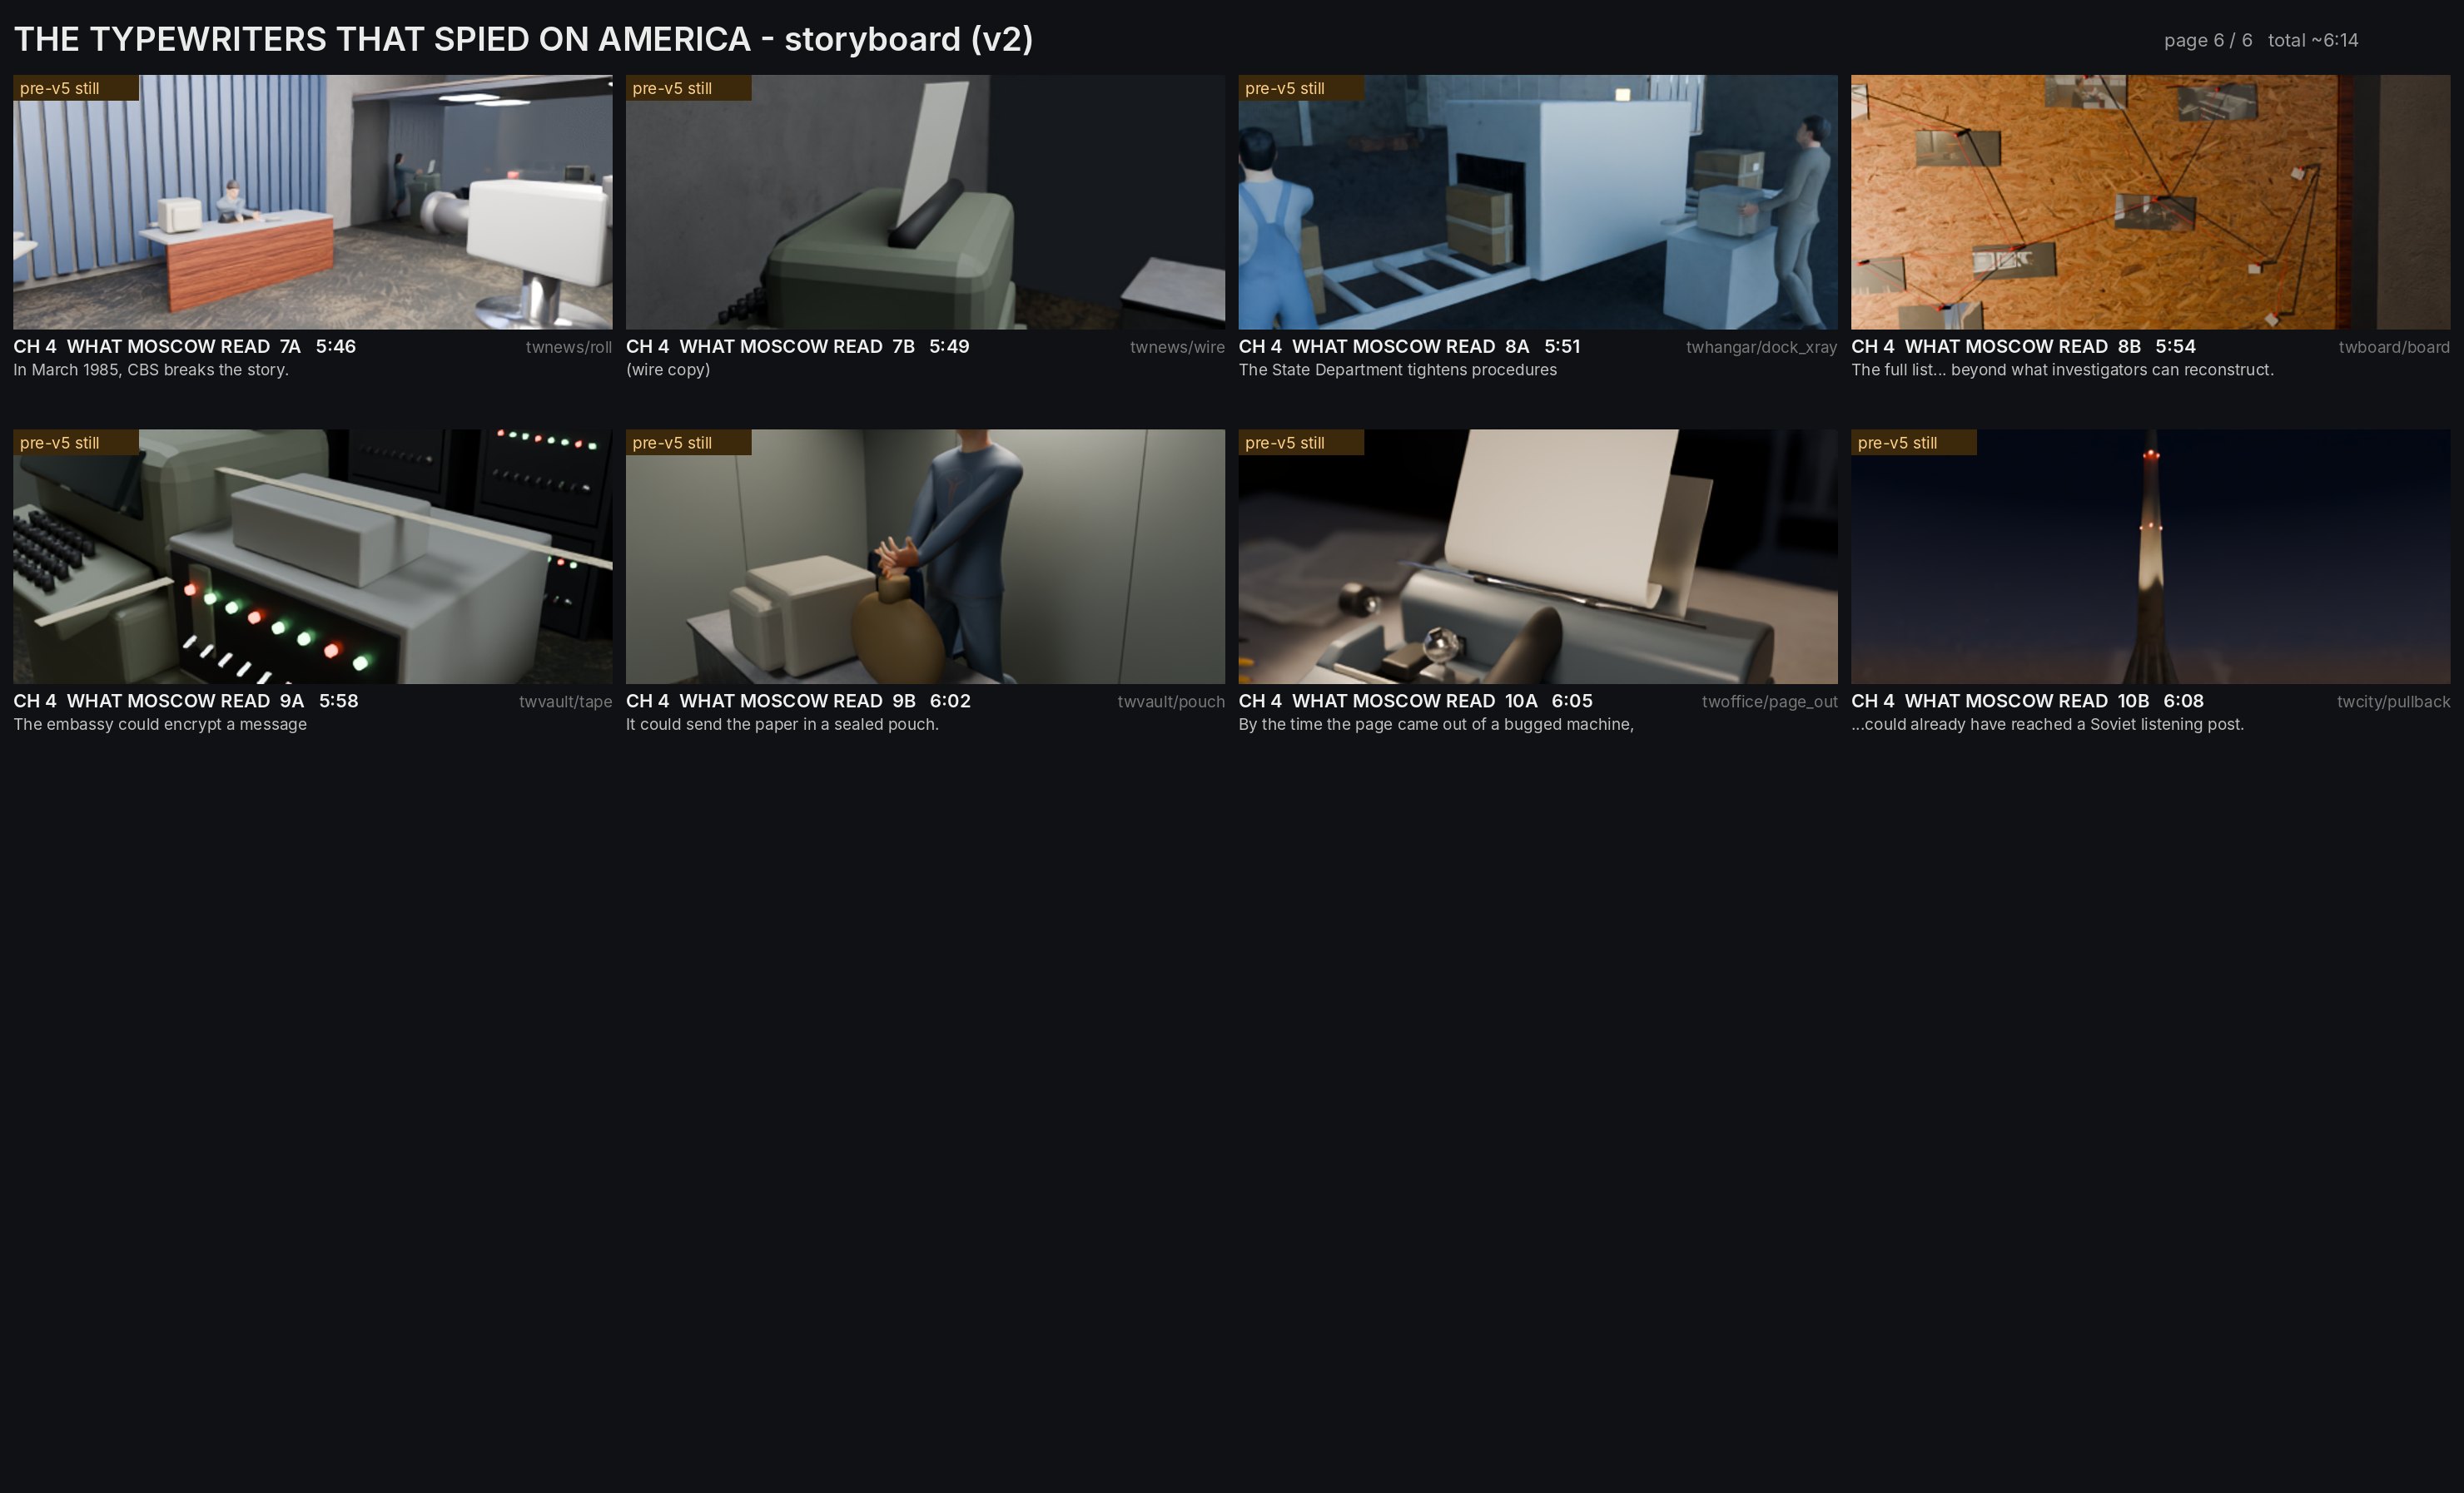 THE TYPEWRITERS THAT SPIED ON AMERICA - storyboard (v2)
page 6 / 6 total ~6:14
pre-v5 still
pre-v5 still
pre-v5 still
CH 4 WHAT MOSCOW READ 7A 5:46
twnews/roll
In March 1985, CBS breaks the story.
CH 4 WHAT MOSCOW READ 7B 5:49
twnews/wire
(wire copy)
CH 4 WHAT MOSCOW READ 8A 5:51
twhangar/dock_xray
The State Department tightens procedures
CH 4 WHAT MOSCOW READ 8B 5:54
twboard/board
The full list... beyond what investigators can reconstruct.
pre-v5 still
pre-v5 still
pre-v5 still
pre-v5 still
CH 4 WHAT MOSCOW READ 9A 5:58
twvault/tape
The embassy could encrypt a message
CH 4 WHAT MOSCOW READ 9B 6:02
twvault/pouch
It could send the paper in a sealed pouch.
CH 4 WHAT MOSCOW READ 10A 6:05
twoffice/page_out
By the time the page came out of a bugged machine,
CH 4 WHAT MOSCOW READ 10B 6:08
twcity/pullback
...could already have reached a Soviet listening post.